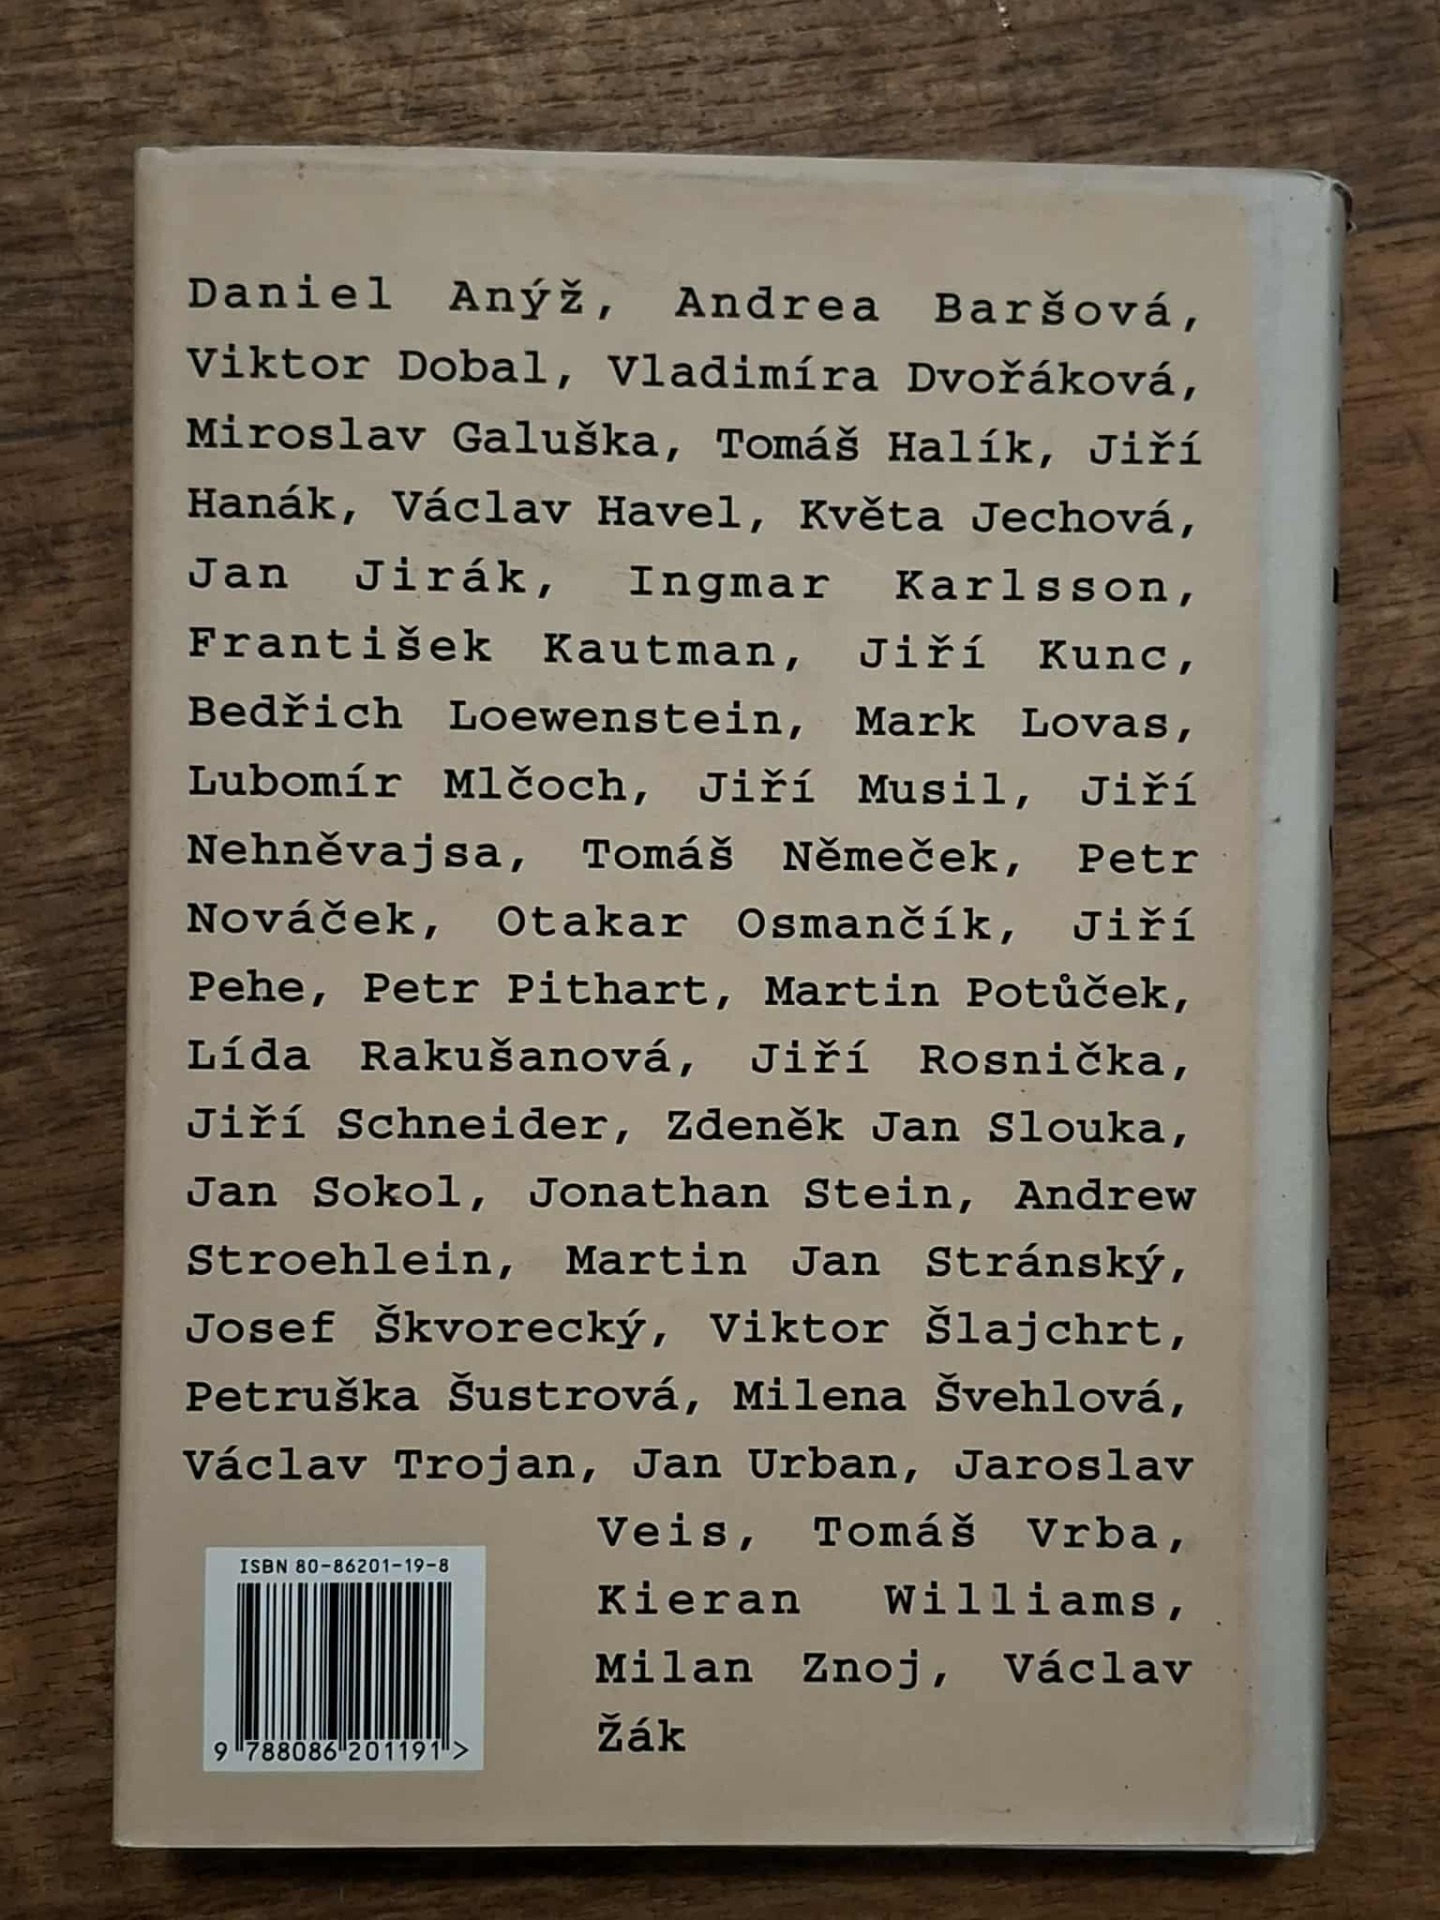 Daniel Anýž, Andrea Baršová,
Viktor Dobal, Vladimíra Dvořáková,
Miroslav Galuška, Tomáš Halík, Jiří
Hanák, Václav Havel, Květa Jechová,
Jan Jirák, Ingmar Karlsson,
František Kautman, Jiří Kunc,
Bedřich Loewenstein, Mark Lovas,
Lubomír Mlčoch, Jiří Musil, Jiří
Nehněvajsa, Tomáš Němeček, Petr
Nováček, Otakar Osmančík, Jiří
Pehe, Petr Pithart, Martin Potůček,
Lída Rakušanová, Jiří Rosnička,
Jiří Schneider, Zdeněk Jan Slouka,
Jan Sokol, Jonathan Stein, Andrew
Stroehlein, Martin Jan Stránský,
Josef Škvorecký, Viktor Šlajchrt,
Petruška Šustrová, Milena Švehlová,
Václav Trojan, Jan Urban, Jaroslav
Veis, Tomáš Vrba,
Kieran Williams,
Milan Znoj, Václav
Žák
ISBN 80-86201-19-8
9 788086 201191 >